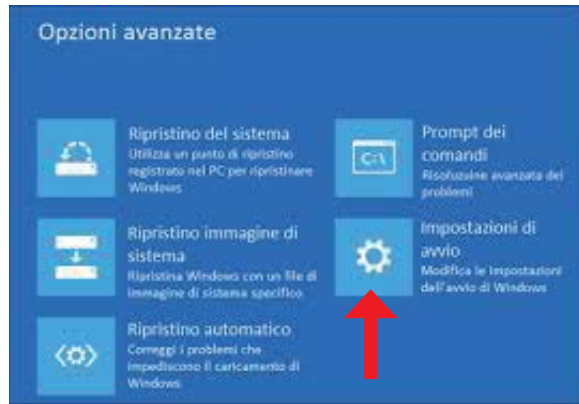 Opzioni avanzate
Ripristino del sistema
Utilizza un punto di ripristino
registrato nel PC per ripristinare
Windows
Ripristino immagine di
sistema
Ripristina Windows con un file di
immagine di sistema specifico
Ripristino automatico
Correggi i problemi che
impediscono il caricamento di
Windows
Prompt dei
comandi
Risoluzuine avanzata dei
problemi
Impostazioni di
avvio
Modifica le impostazioni
dell'avvio di Windows
C:\